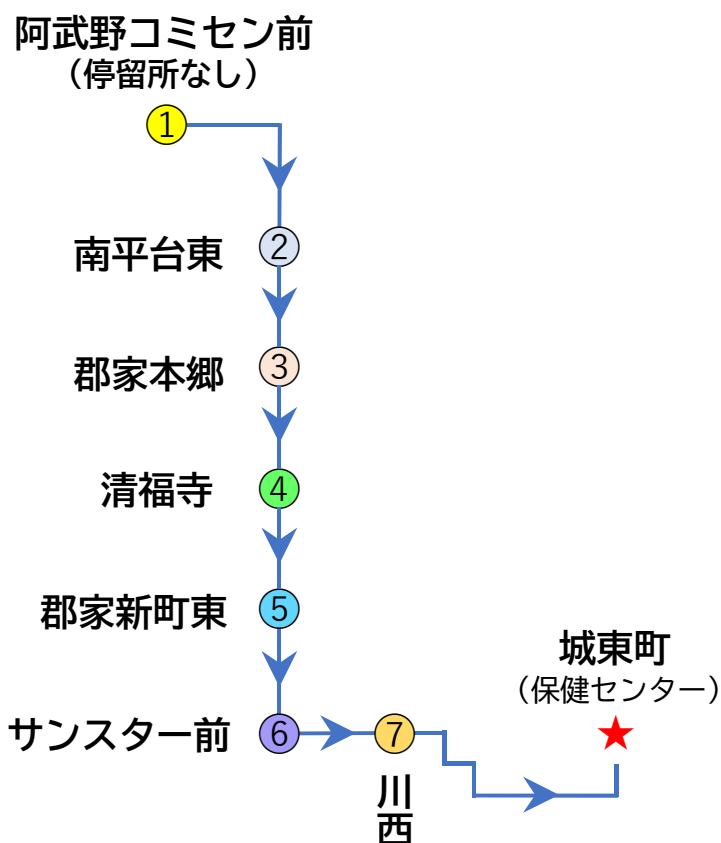 阿武野コミセン前
（停留所なし）
1
2
南平台東
3
郡家本郷
4
清福寺
5
郡家新町東
城東町
（保健センター）
サンスター前
6
7
川西